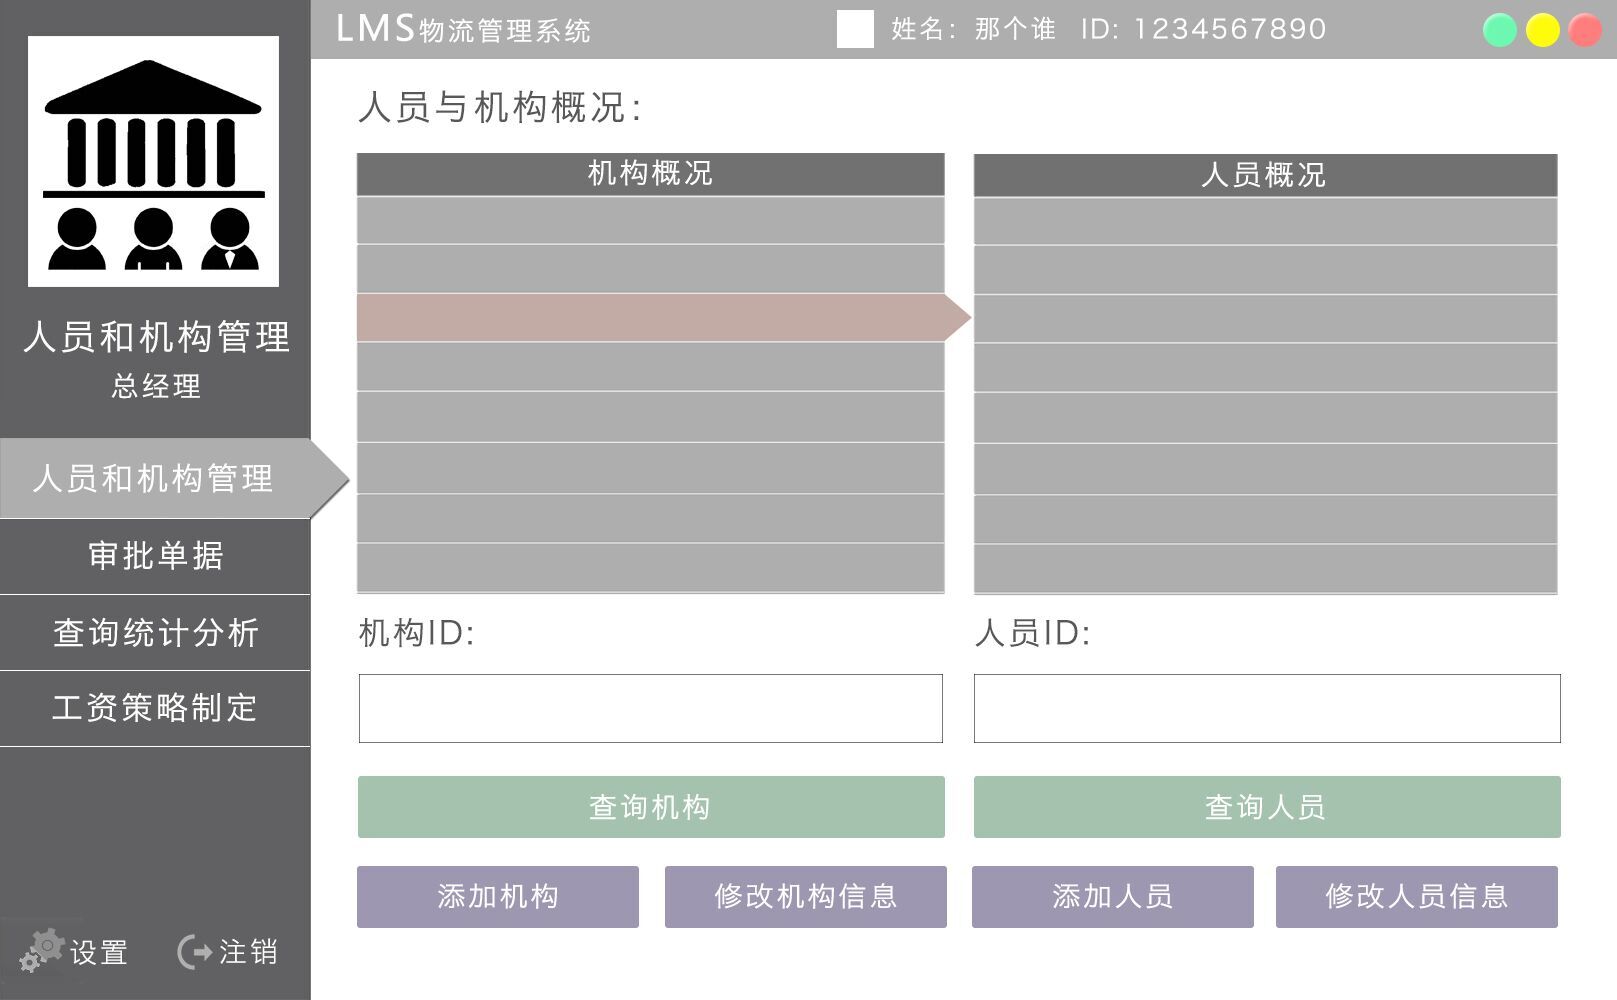 LMS物流管理系统
姓名：那个谁 ID: 1234567890
人员和机构管理
总经理
人员和机构管理
审批单据
查询统计分析
工资策略制定
设置
注销
人员与机构概况:
机构概况
人员概况
机构ID:
人员ID:
查询机构
查询人员
添加机构
修改机构信息
添加人员
修改人员信息